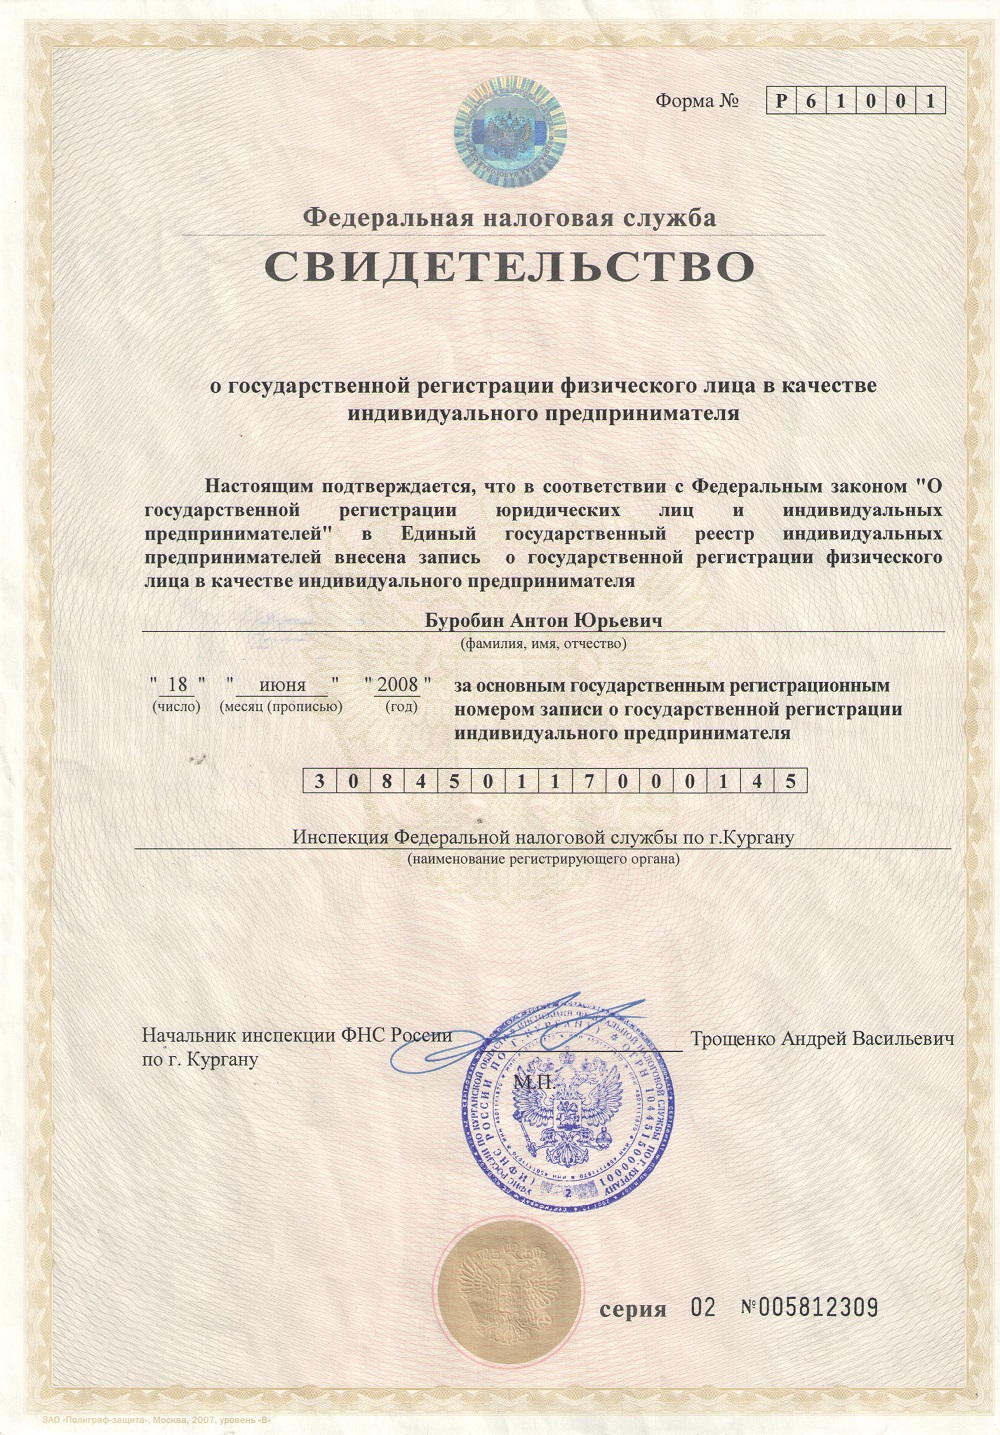 Форма № Р61001
Федеральная налоговая служба
СВИДЕТЕЛЬСТВО
о государственной регистрации физического лица в качестве
индивидуального предпринимателя
Настоящим подтверждается, что в соответствии с Федеральным законом "О
государственной регистрации юридических лиц и индивидуальных
предпринимателей" в Единый государственный реестр индивидуальных
предпринимателей внесена запись о государственной регистрации физического
лица в качестве индивидуального предпринимателя
Буробин Антон Юрьевич
(фамилия, имя, отчество)
" 18 " " июня " " 2008 " за основным государственным регистрационным
(число) (месяц (прописью) (год) номером записи о государственной регистрации
индивидуального предпринимателя
308450117000145
Инспекция Федеральной налоговой службы по г.Кургану
(наименование регистрирующего органа)
Начальник инспекции ФНС России Трощенко Андрей Васильевич
по г. Кургану
М.П.
серия 02 №005812309
ЗАО «Полиграф-защита», Москва, 2007, уровень «В»